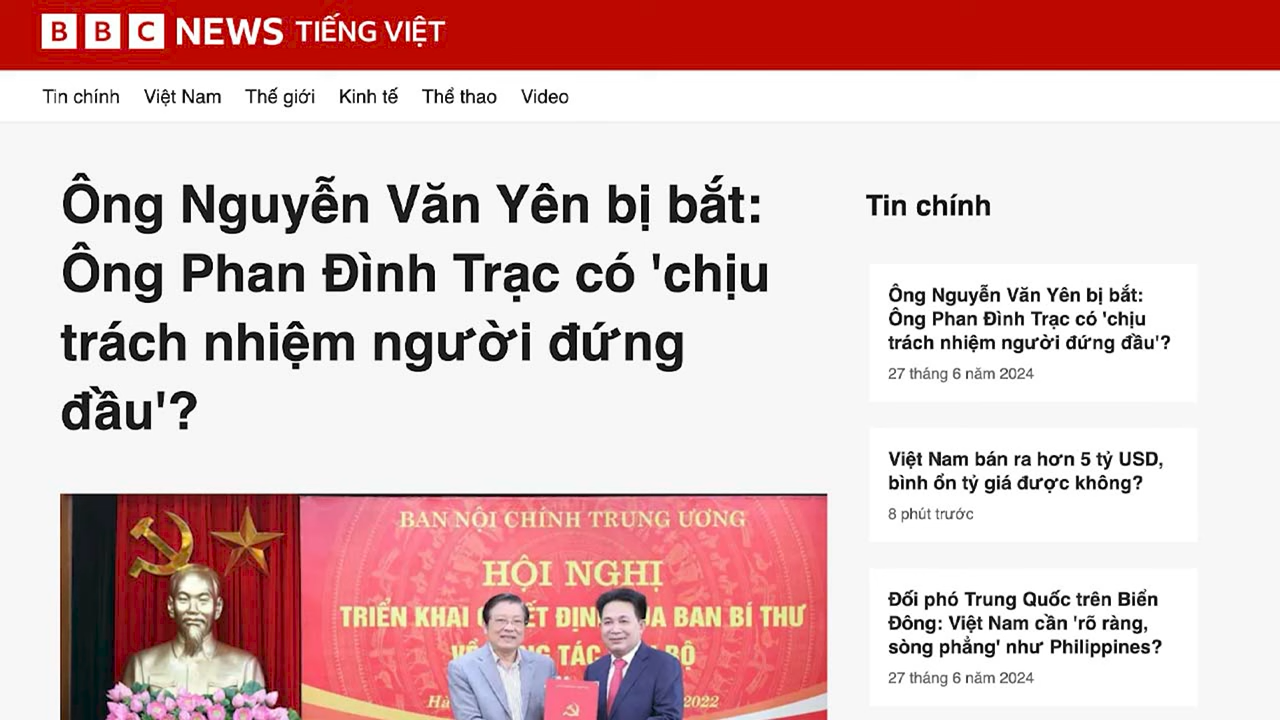 BBC NEWS TIẾNG VIỆT
Tin chính Việt Nam Thế giới Kinh tế Thể thao Video
Ông Nguyễn Văn Yên bị bắt:
Ông Phan Đình Trạc có 'chịu
trách nhiệm người đứng
đầu'?
BAN NỘI CHÍNH TRUNG ƯƠNG
HỘI NGHỊ
TRIỂN KHAI BAN BÍ THƯ
VỀ BỘ
2022
Tin chính
Ông Nguyễn Văn Yên bị bắt:
Ông Phan Đình Trạc có 'chịu
trách nhiệm người đứng đầu'?
27 tháng 6 năm 2024
Việt Nam bán ra hơn 5 tỷ USD,
bình ổn tỷ giá được không?
8 phút trước
Đối phó Trung Quốc trên Biển
Đông: Việt Nam cần 'rõ ràng,
sòng phẳng' như Philippines?
27 tháng 6 năm 2024